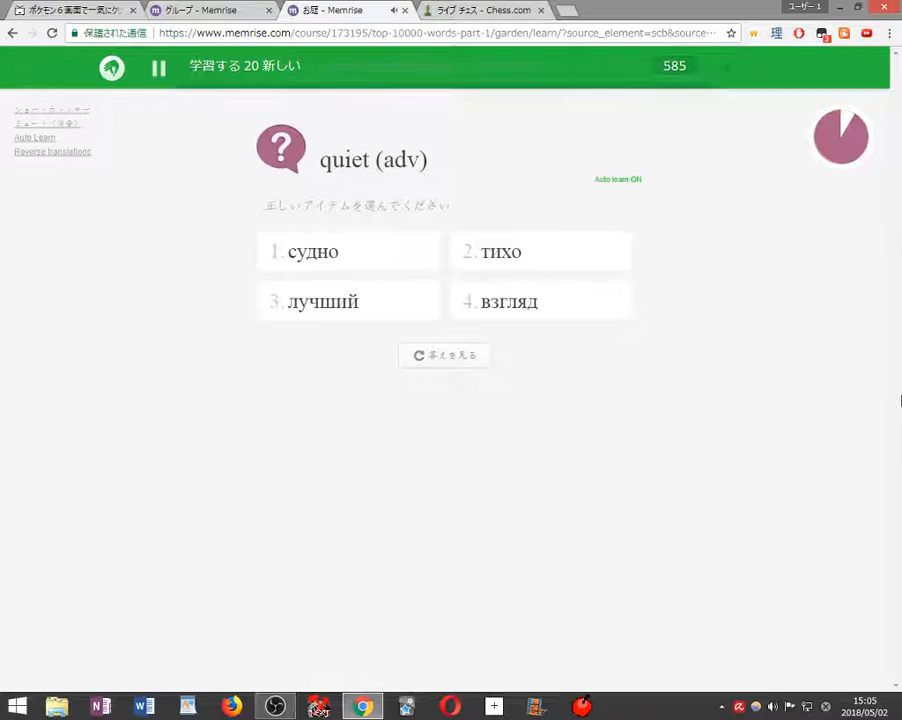 ポケモン6画面で一気にクリ
グループ - Memrise
お庭 - Memrise
ライブ チェス - Chess.com
ユーザー 1
保護された通信
https://www.memrise.com/course/173195/top-10000-words-part-1/garden/learn/?source_element=scb&source…
学習する 20 新しい
585
Auto Learn
Reverse translations
quiet (adv)
Auto learn ON
正しいアイテムを選んでください
1. судно
2. тихо
3. лучший
4. взгляд
答えを見る
15:05
2018/05/02